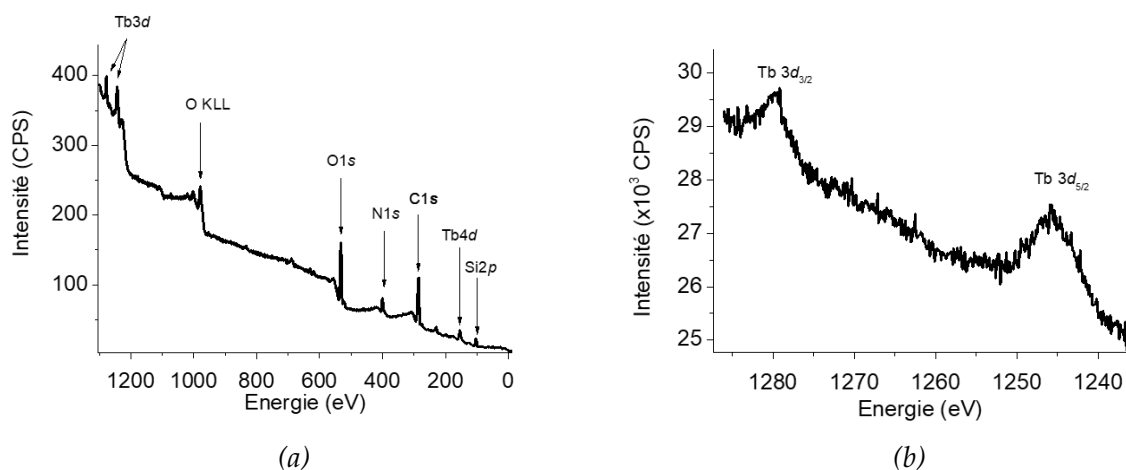 Tb3d
O KLL
O1s
N1s
C1s
Tb4d
Si2p
400
300
200
100
Intensité (CPS)
1200 1000 800 600 400 200 0
Energie (eV)
(a)
Tb 3d3/2
Tb 3d5/2
30
29
28
27
26
25
Intensité (x10³ CPS)
1280 1270 1260 1250 1240
Energie (eV)
(b)